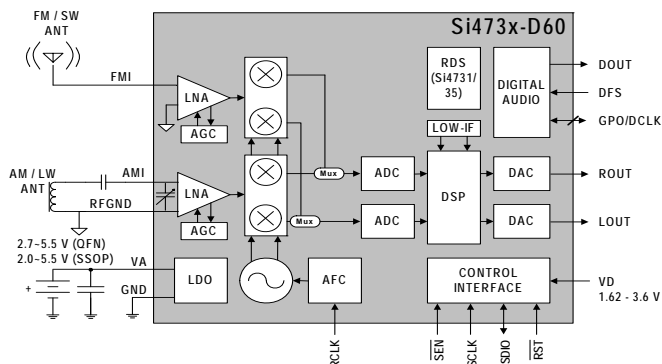 FM / SW
ANT
Si473x-D60
FMI
LNA
AGC
RDS
(Si4731/
35)
DIGITAL
AUDIO
DOUT
DFS
GPO/DCLK
LOW-IF
AM / LW
ANT
AMI
RFGND
LNA
AGC
Mux
Mux
ADC
ADC
DSP
DAC
DAC
ROUT
LOUT
2.7~5.5 V (QFN)
2.0~5.5 V (SSOP)
VA
+
GND
LDO
AFC
CONTROL
INTERFACE
VD
1.62 - 3.6 V
RCLK
SEN
SCLK
SDIO
RST